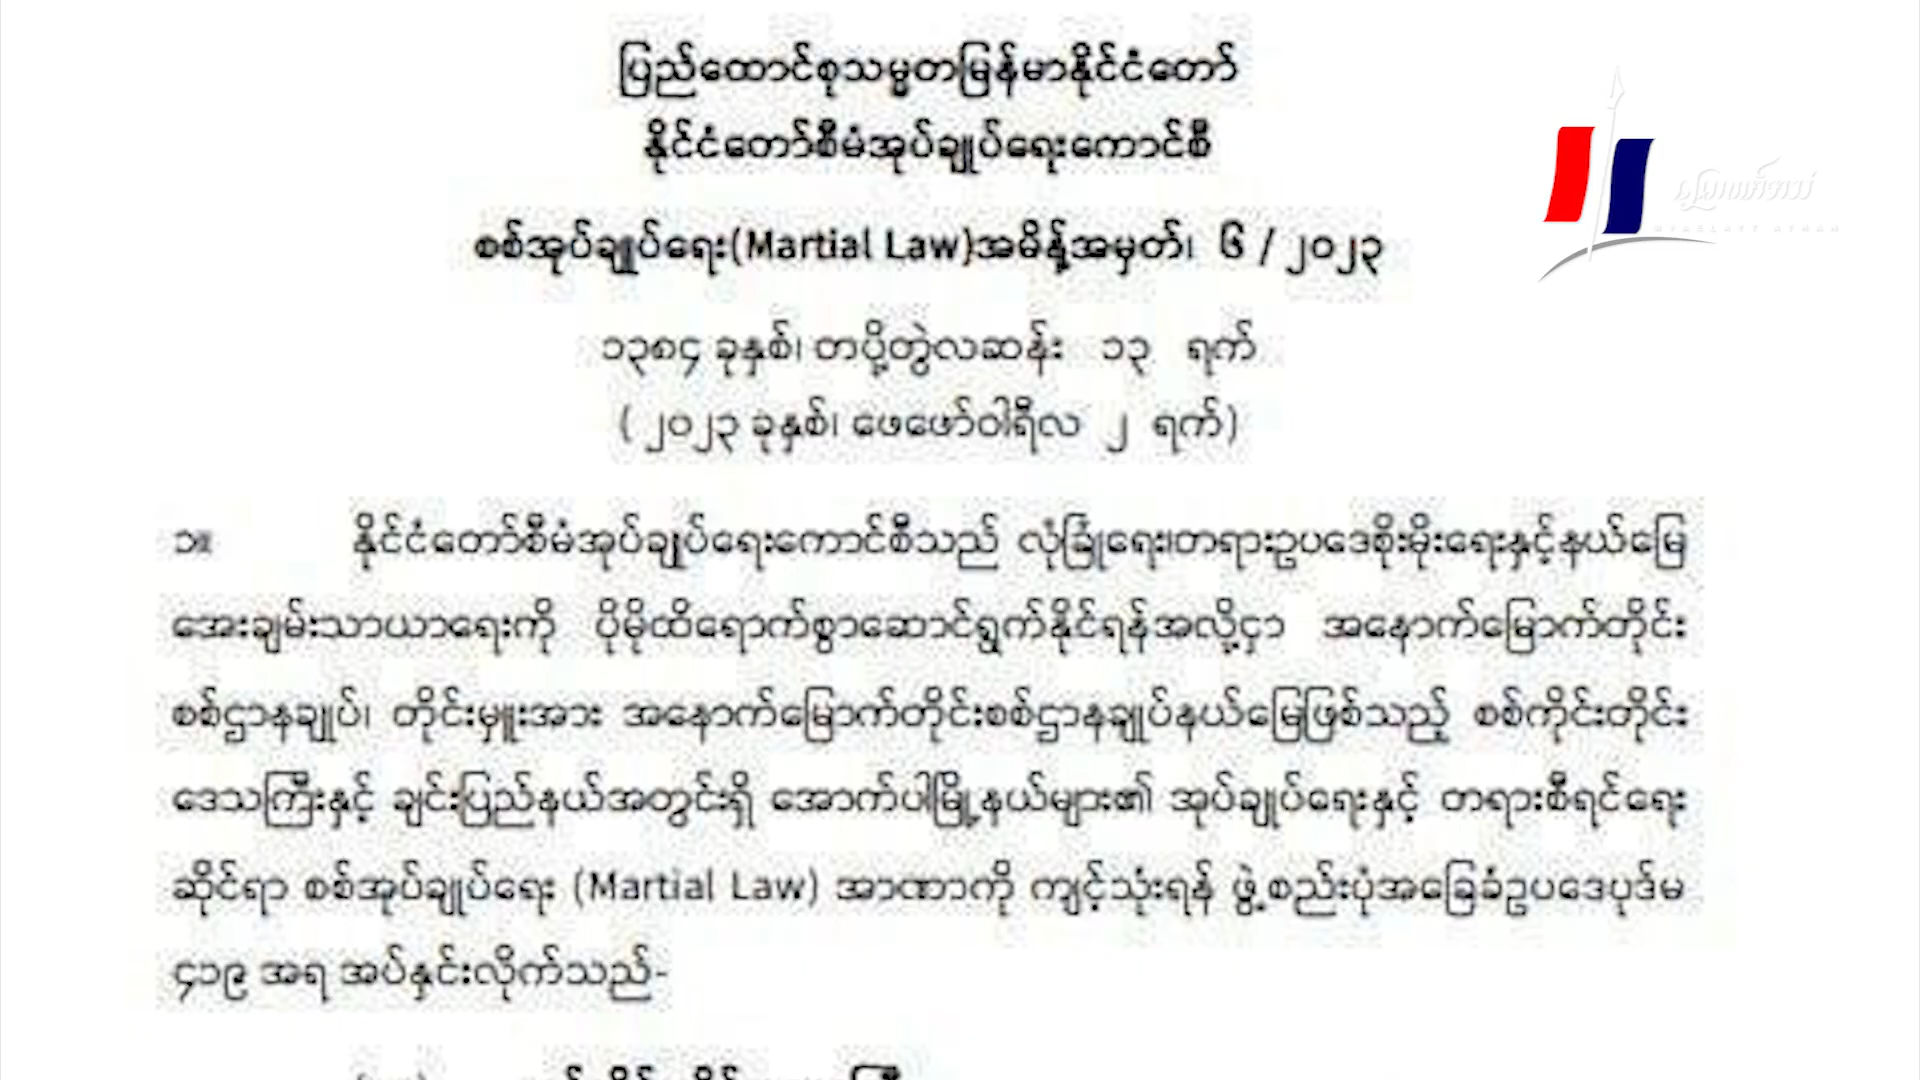 ပြည်ထောင်စုသမ္မတမြန်မာနိုင်ငံတော်
နိုင်ငံတော်စီမံအုပ်ချုပ်ရေးကောင်စီ
စစ်အုပ်ချုပ်ရေး(Martial Law)အမိန့်အမှတ်၊ ၆ / ၂၀၂၃
၁၃၈၄ ခုနှစ်၊ တပို့တွဲလဆန်း ၁၃ ရက်
( ၂၀၂၃ ခုနှစ်၊ ဖေဖော်ဝါရီလ ၂ ရက်)
၁။ နိုင်ငံတော်စီမံအုပ်ချုပ်ရေးကောင်စီသည် လုံခြုံရေး၊တရားဥပဒေစိုးမိုးရေးနှင့်နယ်မြေ
အေးချမ်းသာယာရေးကို ပိုမိုထိရောက်စွာဆောင်ရွက်နိုင်ရန်အလို့ငှာ အနောက်မြောက်တိုင်း
စစ်ဌာနချုပ်၊ တိုင်းမှူးအား အနောက်မြောက်တိုင်းစစ်ဌာနချုပ်နယ်မြေဖြစ်သည့် စစ်ကိုင်းတိုင်း
ဒေသကြီးနှင့် ချင်းပြည်နယ်အတွင်းရှိ အောက်ပါမြို့နယ်များ၏ အုပ်ချုပ်ရေးနှင့် တရားစီရင်ရေး
ဆိုင်ရာ စစ်အုပ်ချုပ်ရေး (Martial Law) အာဏာကို ကျင့်သုံးရန် ဖွဲ့စည်းပုံအခြေခံဥပဒေပုဒ်မ
၄၁၉ အရ အပ်နှင်းလိုက်သည်-